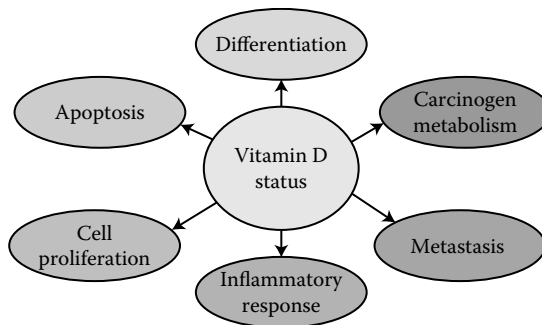 Differentiation
Apoptosis
Carcinogen
metabolism
Vitamin D
status
Cell
proliferation
Metastasis
Inflammatory
response